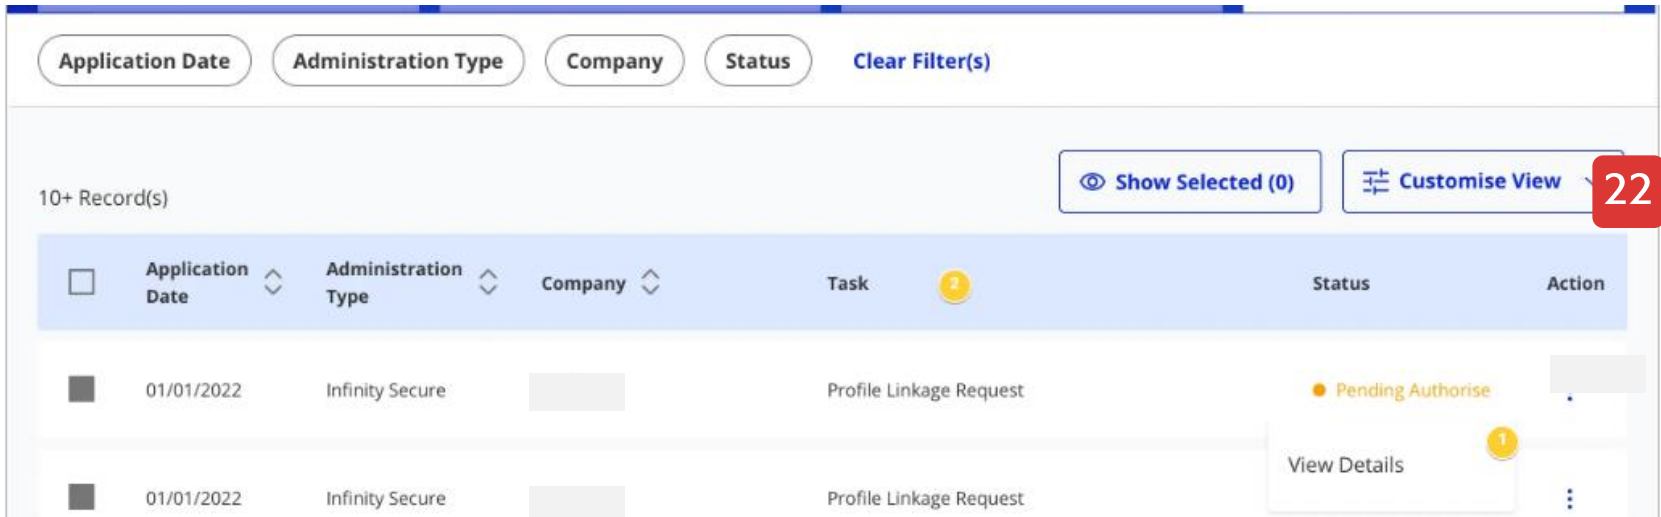 Application Date Administration Type Company Status Clear Filter(s)
10+ Record(s) Show Selected (0) Customise View 22
Application Date Administration Type Company Task 2 Status Action
01/01/2022 Infinity Secure Profile Linkage Request Pending Authorise
View Details 1
01/01/2022 Infinity Secure Profile Linkage Request